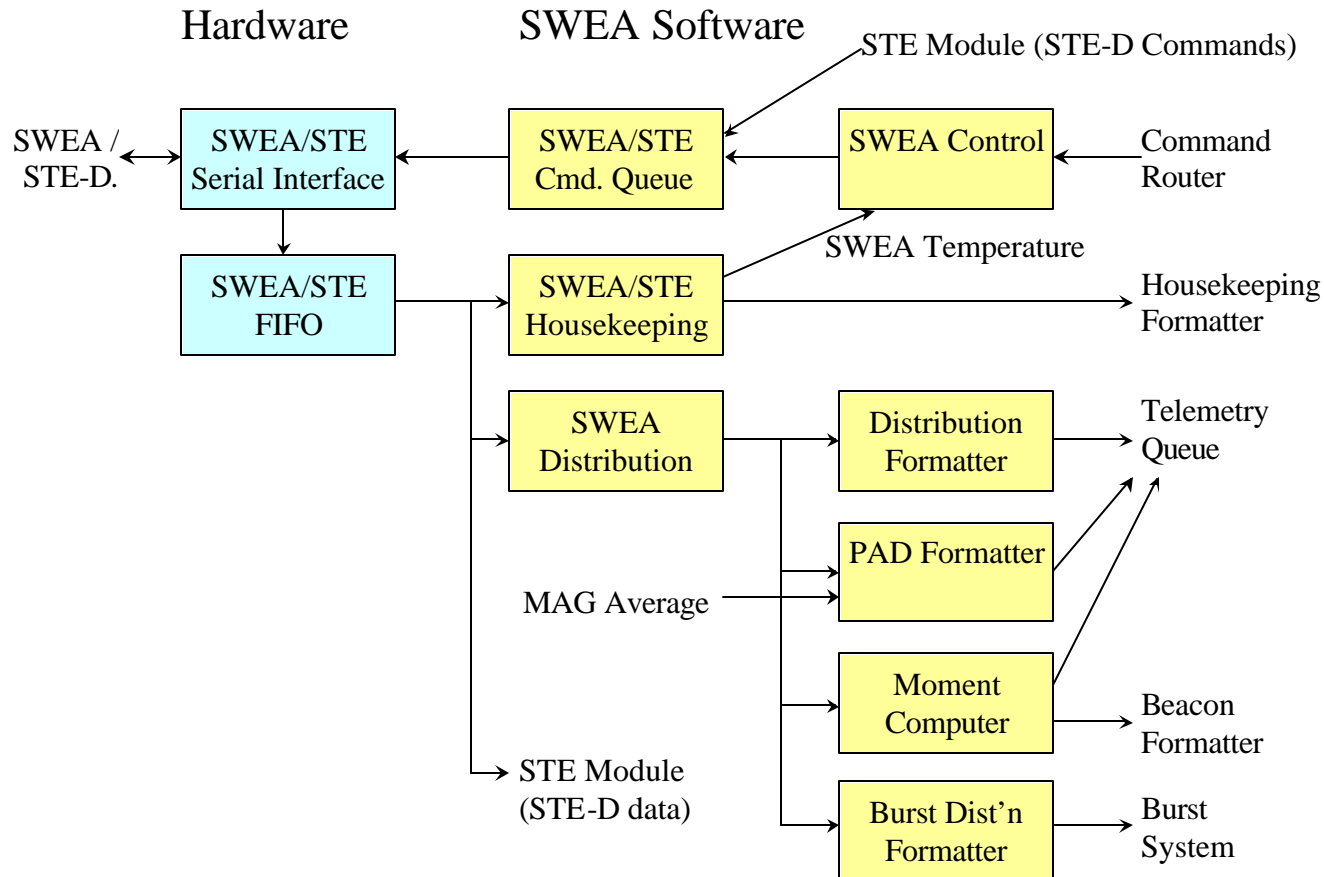 Hardware
SWEA Software
STE Module (STE-D Commands)
SWEA /
STE-D.
SWEA/STE
Serial Interface
SWEA/STE
Cmd. Queue
SWEA Control
Command
Router
SWEA Temperature
SWEA/STE
FIFO
SWEA/STE
Housekeeping
Housekeeping
Formatter
SWEA
Distribution
Distribution
Formatter
Telemetry
Queue
PAD Formatter
MAG Average
Moment
Computer
Beacon
Formatter
STE Module
(STE-D data)
Burst Dist’n
Formatter
Burst
System